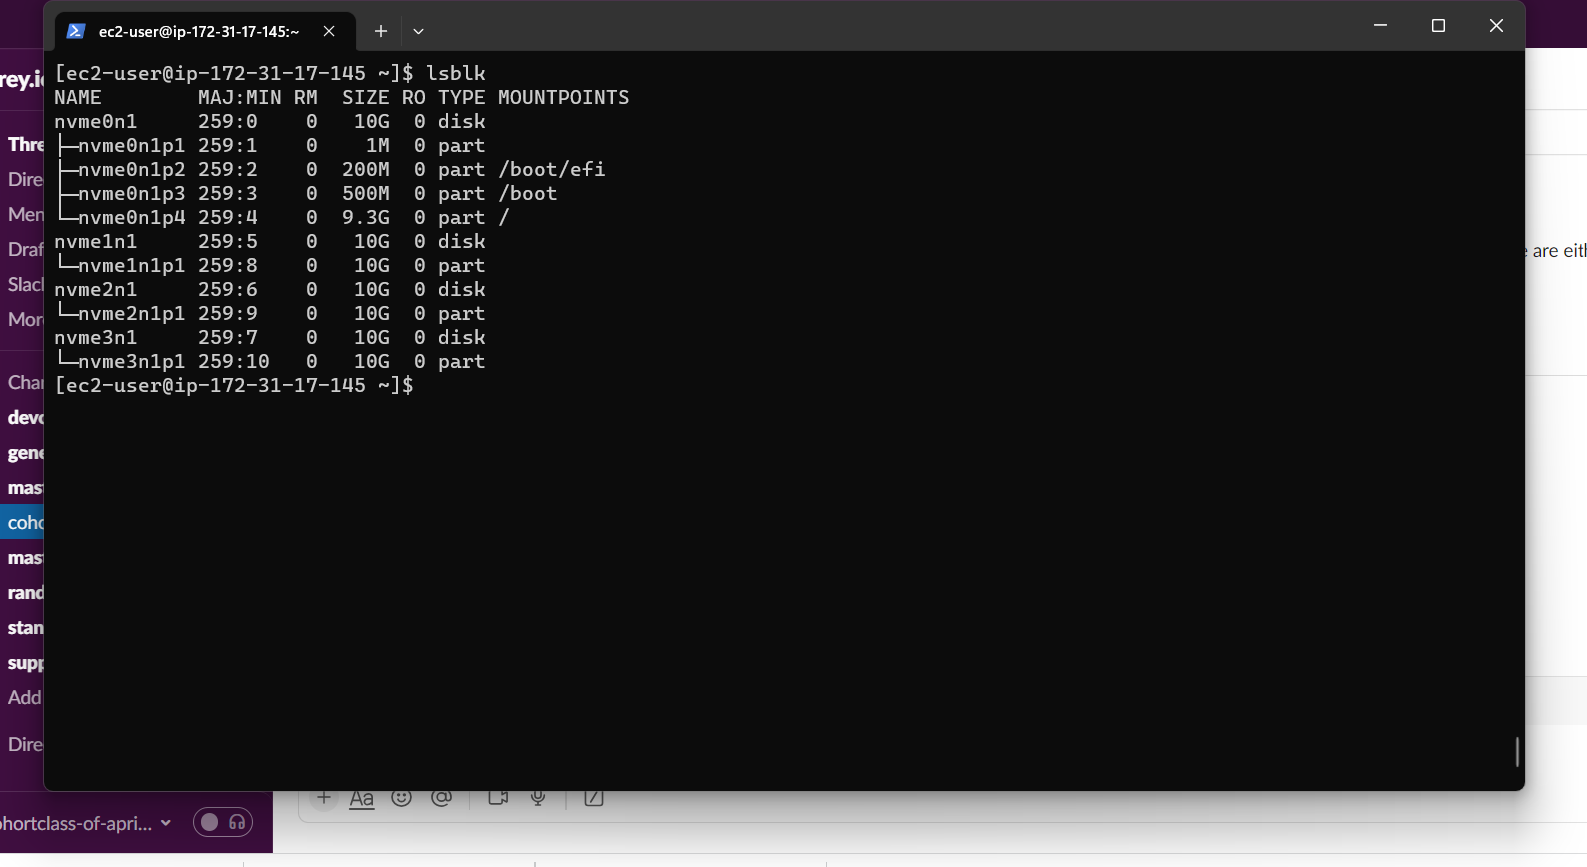 ec2-user@ip-172-31-17-145:~
[ec2-user@ip-172-31-17-145 ~]$ lsblk
NAME        MAJ:MIN RM  SIZE RO TYPE MOUNTPOINTS
nvme0n1     259:0    0   10G  0 disk
├─nvme0n1p1 259:1    0    1M  0 part
├─nvme0n1p2 259:2    0  200M  0 part /boot/efi
├─nvme0n1p3 259:3    0  500M  0 part /boot
└─nvme0n1p4 259:4    0  9.3G  0 part /
nvme1n1     259:5    0   10G  0 disk
└─nvme1n1p1 259:8    0   10G  0 part
nvme2n1     259:6    0   10G  0 disk
└─nvme2n1p1 259:9    0   10G  0 part
nvme3n1     259:7    0   10G  0 disk
└─nvme3n1p1 259:10   0   10G  0 part
[ec2-user@ip-172-31-17-145 ~]$
rey.i
Thre
Dire
Men
Draf
Slac
Mor
Cha
dev
gene
mas
coho
mas
rand
stan
supp
Add
Dire
are eith
Aa
@
ohortclass-of-apri...